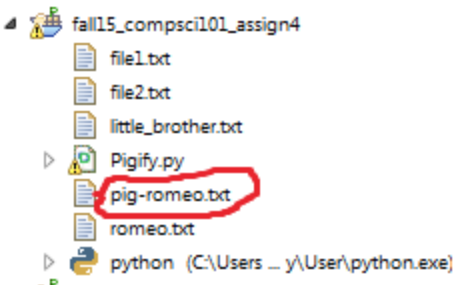 fall15_compsci101_assign4
file1.txt
file2.txt
little_brother.txt
Pigify.py
pig-romeo.txt
romeo.txt
python (C:\Users ... y\User\python.exe)